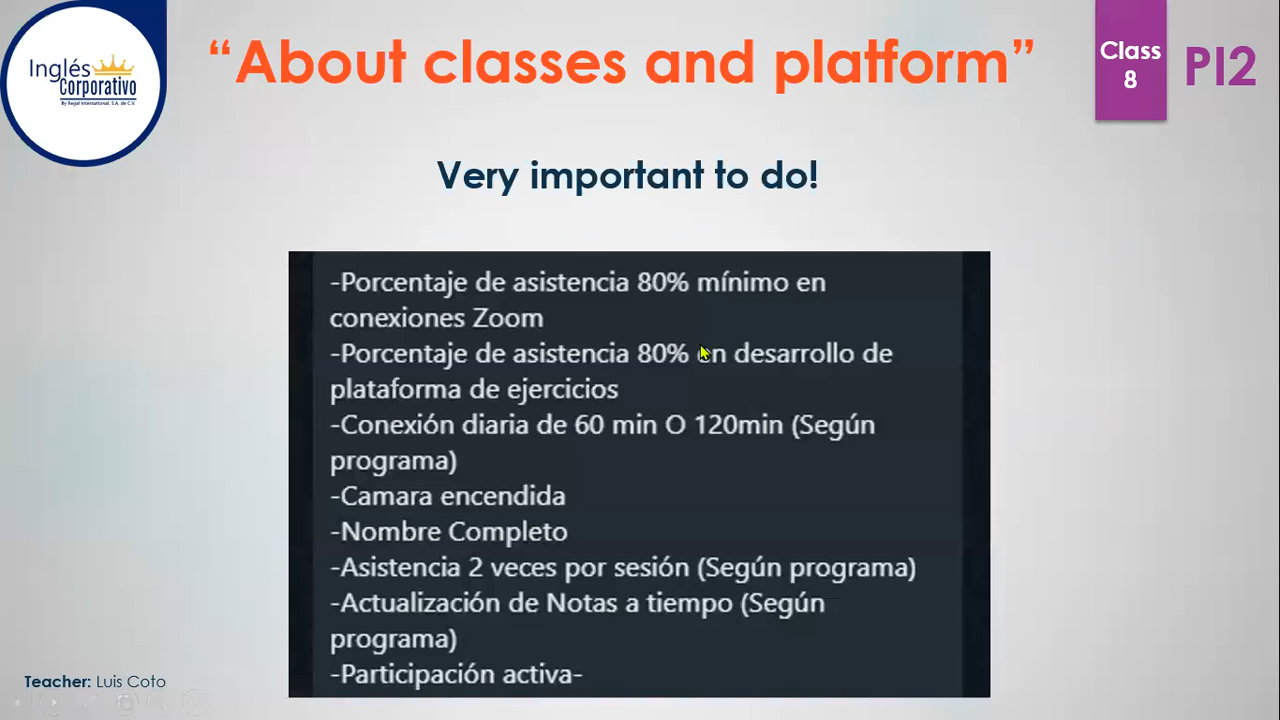 Inglés
Corporativo
By Regal International, S.A. de C.V.
“About classes and platform”
Class
8
PI2
Very important to do!
-Porcentaje de asistencia 80% mínimo en
conexiones Zoom
-Porcentaje de asistencia 80% en desarrollo de
plataforma de ejercicios
-Conexión diaria de 60 min O 120min (Según
programa)
-Camara encendida
-Nombre Completo
-Asistencia 2 veces por sesión (Según programa)
-Actualización de Notas a tiempo (Según
programa)
-Participación activa-
Teacher: Luis Coto